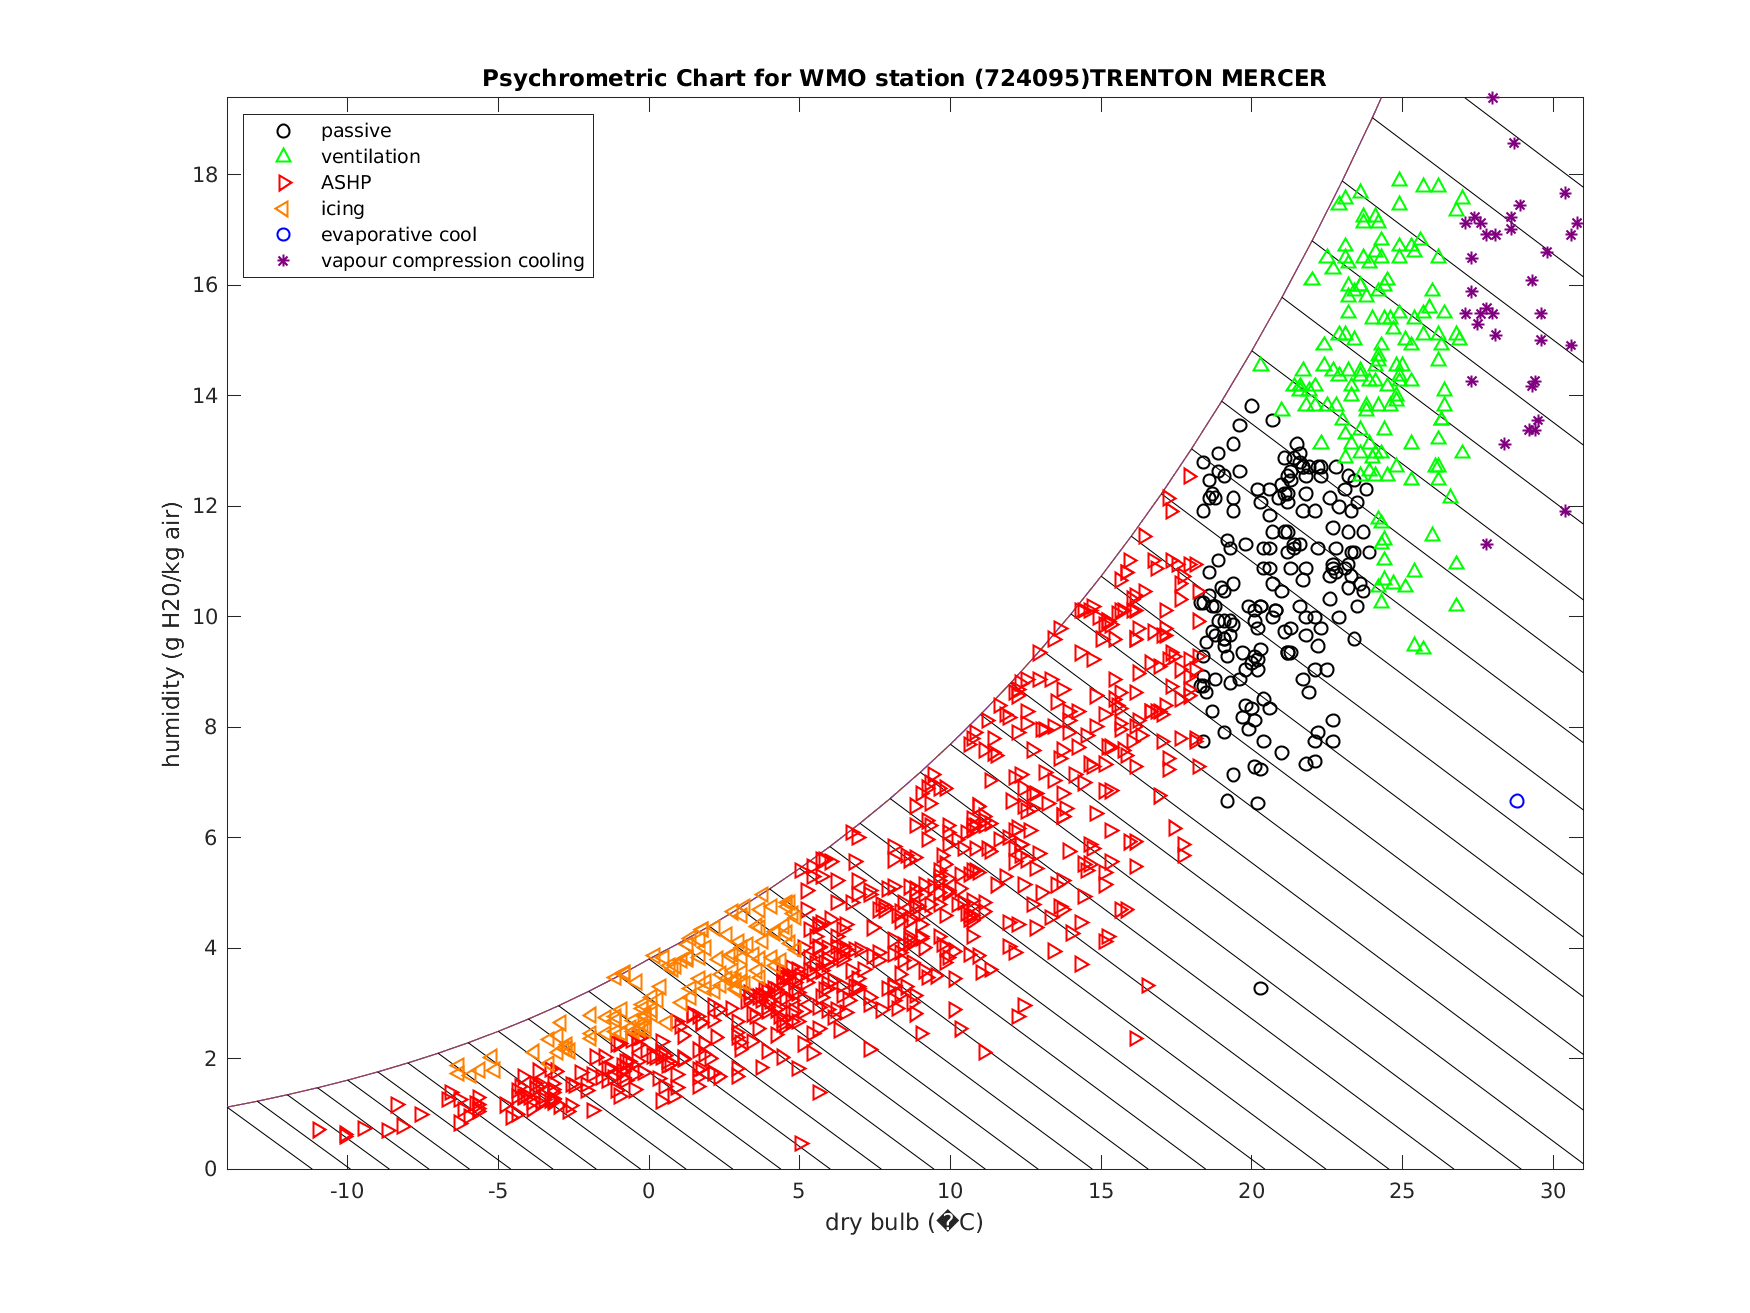 Psychrometric Chart for WMO station (724095)TRENTON MERCER
passive
ventilation
ASHP
icing
evaporative cool
vapour compression cooling
humidity (g H20/kg air)
18
16
14
12
10
8
6
4
2
0
-10 -5 0 5 10 15 20 25 30
dry bulb (�C)